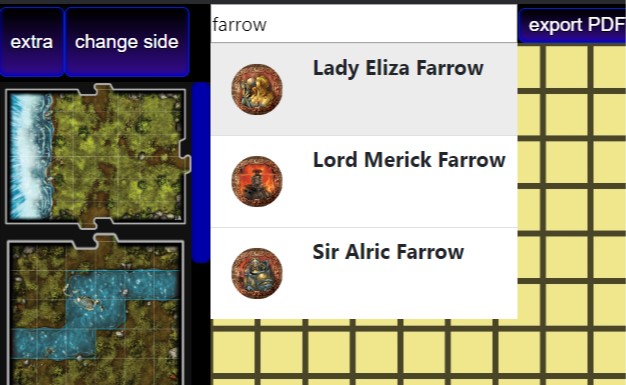 extra
change side
farrow
export PDF
Lady Eliza Farrow
Lord Merick Farrow
Sir Alric Farrow